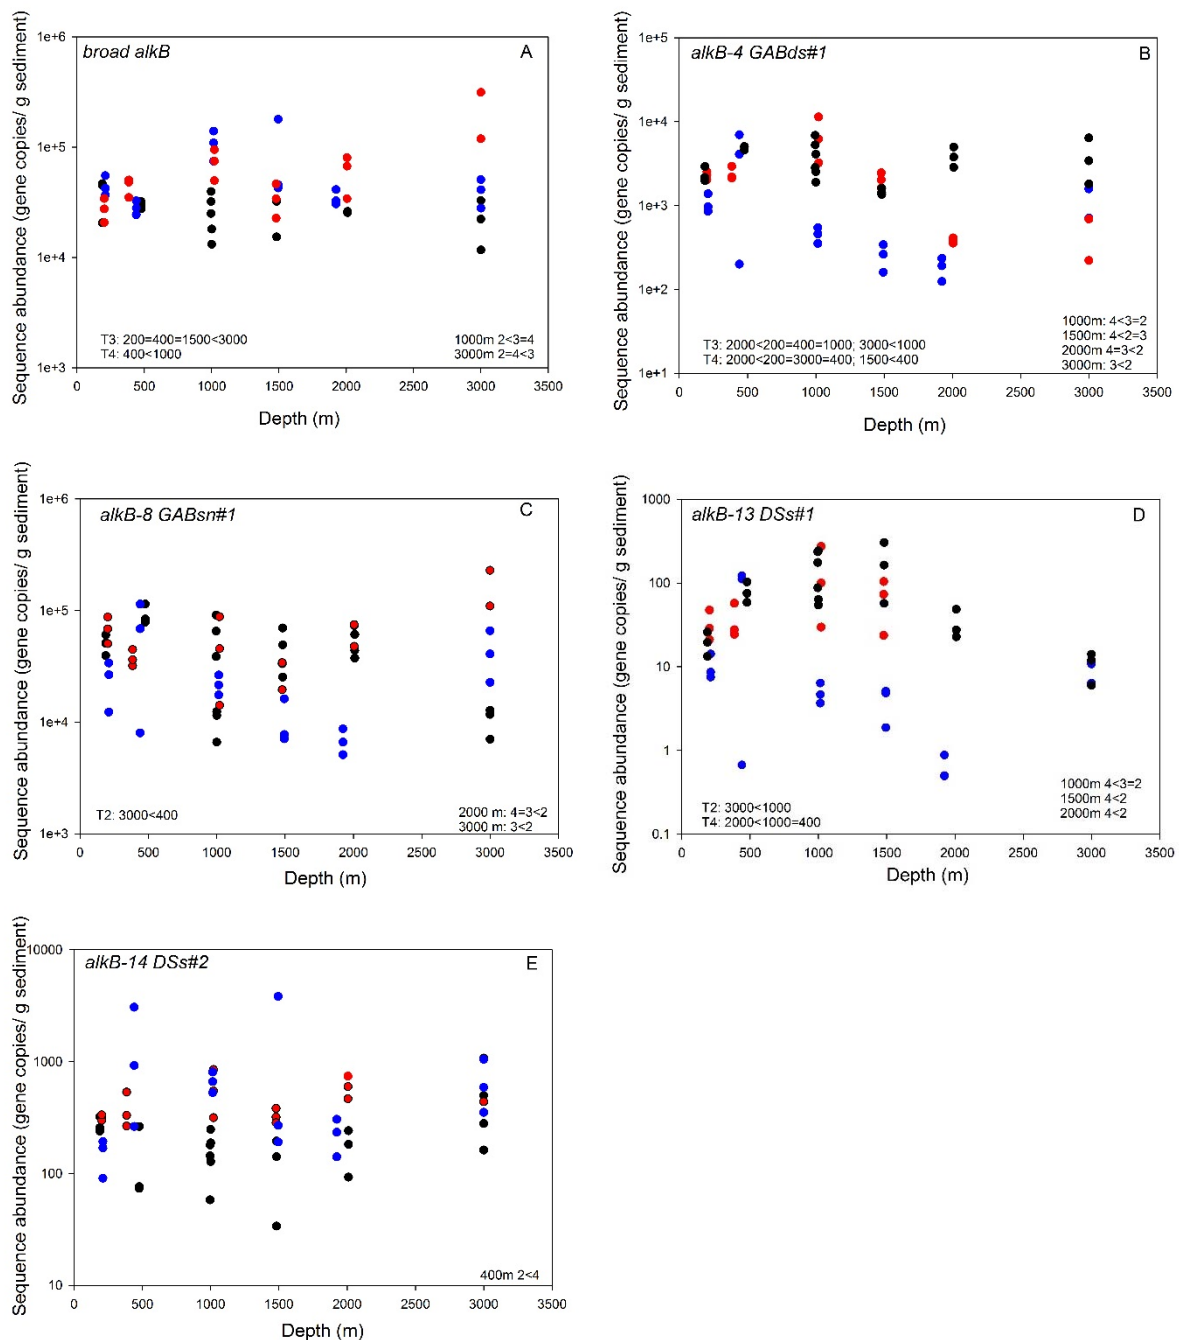 broad alkB
A
1e+6
1e+5
1e+4
1e+3
Sequence abundance (gene copies/ g sediment)
T3: 200=400=1500<3000
T4: 400<1000
1000m 2<3=4
3000m 2=4<3
0 500 1000 1500 2000 2500 3000 3500
Depth (m)
alkB-4 GABds#1
B
1e+5
1e+4
1e+3
1e+2
1e+1
Sequence abundance (gene copies/ g sediment)
T3: 2000<200=400=1000; 3000<1000
T4: 2000<200=3000=400; 1500<400
1000m: 4<3=2
1500m: 4<2=3
2000m 4=3<2
3000m: 3<2
0 500 1000 1500 2000 2500 3000 3500
Depth (m)
alkB-8 GABsn#1
C
1e+6
1e+5
1e+4
1e+3
Sequence abundance (gene copies/ g sediment)
T2: 3000<400
2000 m: 4=3<2
3000 m: 3<2
0 500 1000 1500 2000 2500 3000 3500
Depth (m)
alkB-13 DSs#1
D
1000
100
10
1
0.1
Sequence abundance (gene copies/ g sediment)
T2: 3000<1000
T4: 2000<1000=400
1000m 4<3=2
1500m 4<2
2000m 4<2
0 500 1000 1500 2000 2500 3000 3500
Depth (m)
alkB-14 DSs#2
E
10000
1000
100
10
Sequence abundance (gene copies/ g sediment)
400m 2<4
0 500 1000 1500 2000 2500 3000 3500
Depth (m)